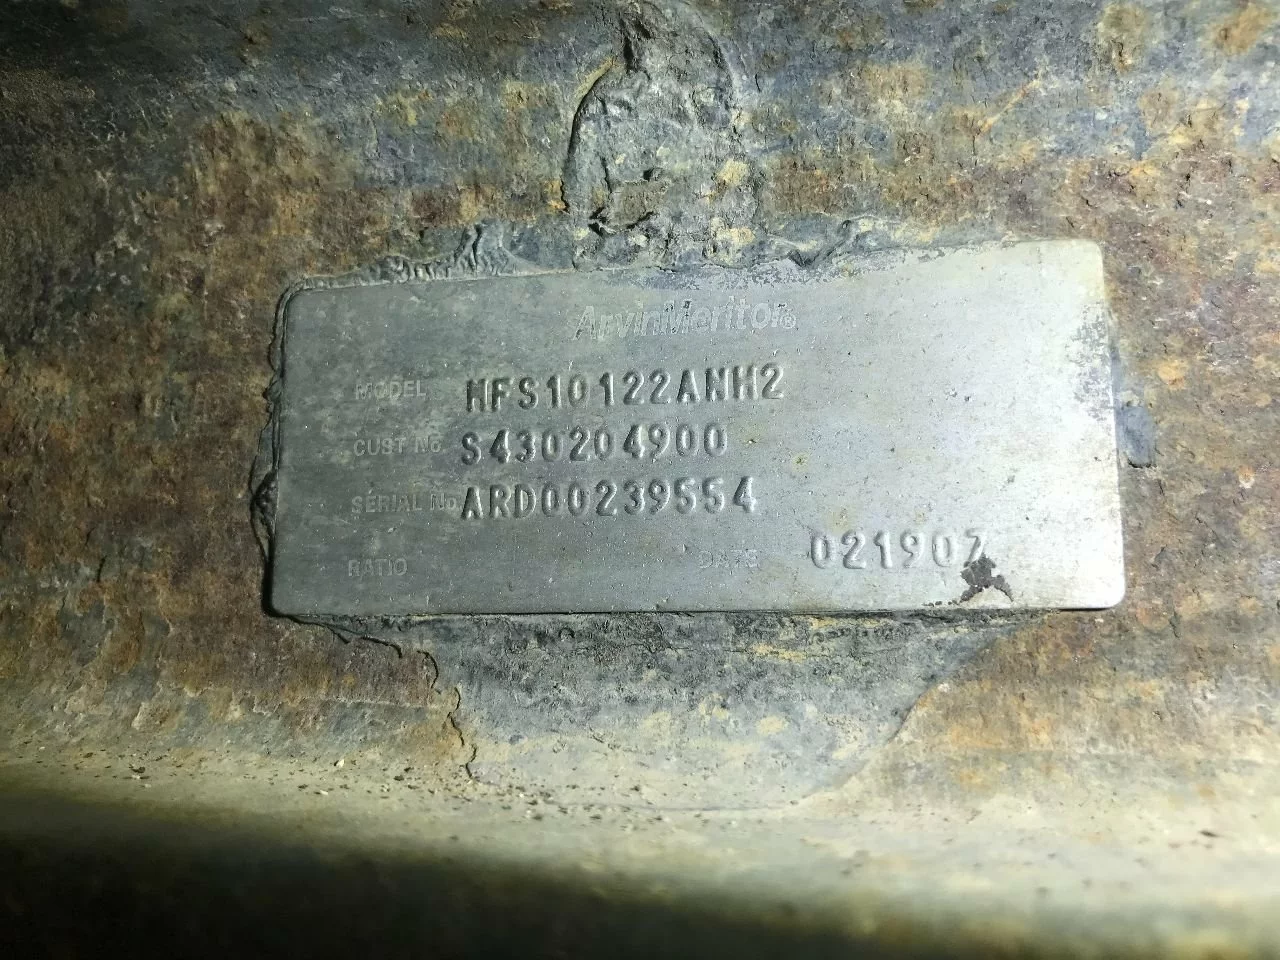 ArvinMeritor®
MODEL MFS10122ANH2
CUST No S430204900
SERIAL No ARD00239554
RATIO DATE 021907